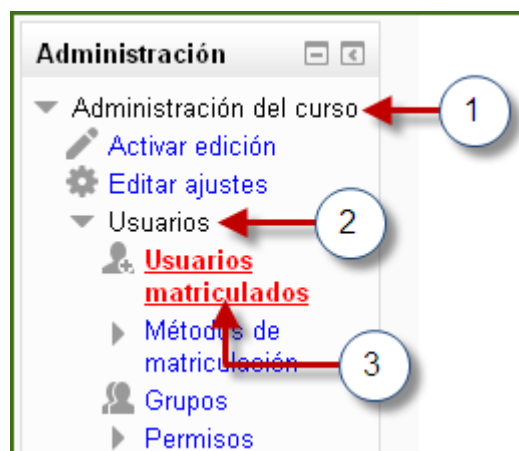 Administración
Administración del curso
1
Activar edición
Editar ajustes
Usuarios
2
Usuarios
matriculados
Métodos de
matriculación
3
Grupos
Permisos